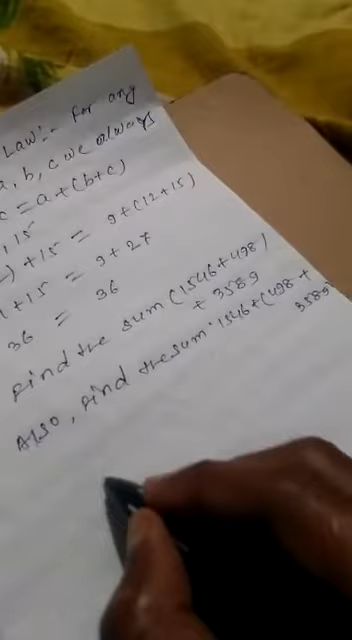 Law:- For any
a, b, c we always
c = a+(b+c)
, 15
) + 15 = 9+(12+15)
+ 15 = 9+27
36 = 36
Find the sum (1546+498)
+ 3589
Also, find the sum. 1546+(498+
3589